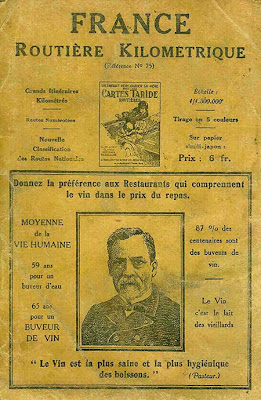 FRANCE
ROUTIÈRE KILOMETRIQUE
(Référence Nº 75)
Grands Itinéraires
Kilométrés
Routes Numérotées
Nouvelle
Classification
des Routes Nationales
CARTES TARIDE
ROUTIÈRES
Echelle :
1/1.000.000e
Tirage en 5 couleurs
Sur papier
simili-japon :
Prix : 6 fr.
Donnez la préférence aux Restaurants qui comprennent
le vin dans le prix du repas.
MOYENNE
de la
VIE HUMAINE
59 ans
pour un
buveur d'eau
65 ans
pour un
BUVEUR
DE VIN
87 % des
centenaires sont
des buveurs de
vin.
Le Vin
c'est le lait
des vieillards
" Le Vin est la plus saine et la plus hygiénique
des boissons. " (Pasteur.)